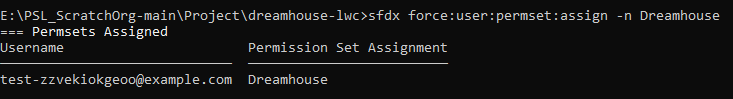 E:\PSL_ScratchOrg-main\Project\dreamhouse-lwc>sfdx force:user:permset:assign -n Dreamhouse
=== Permsets Assigned
Username                       Permission Set Assignment
─────────────────────────────  ─────────────────────────
test-zzvekiokgeoo@example.com  Dreamhouse